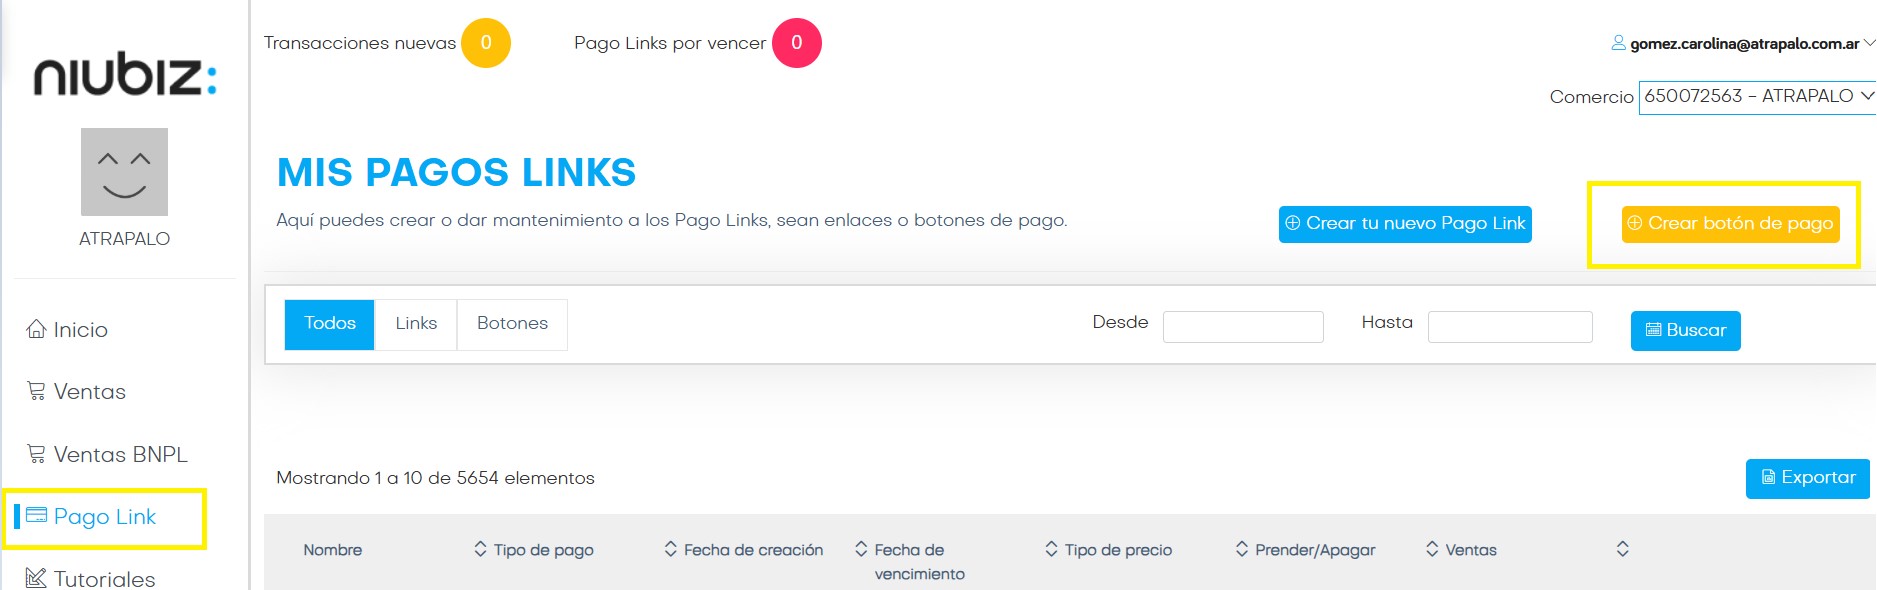 Transacciones nuevas 0 Pago Links por vencer 0
gomez.carolina@atrapalo.com.ar
niubiz:
Comercio 650072563 - ATRAPALO
ATRAPALO
MIS PAGOS LINKS
Aquí puedes crear o dar mantenimiento a los Pago Links, sean enlaces o botones de pago.
Crear tu nuevo Pago Link
Crear botón de pago
Todos Links Botones
Desde Hasta Buscar
Inicio
Ventas
Ventas BNPL
Pago Link
Tutoriales
Mostrando 1 a 10 de 5654 elementos
Exportar
Nombre Tipo de pago Fecha de creación Fecha de vencimiento Tipo de precio Prender/Apagar Ventas